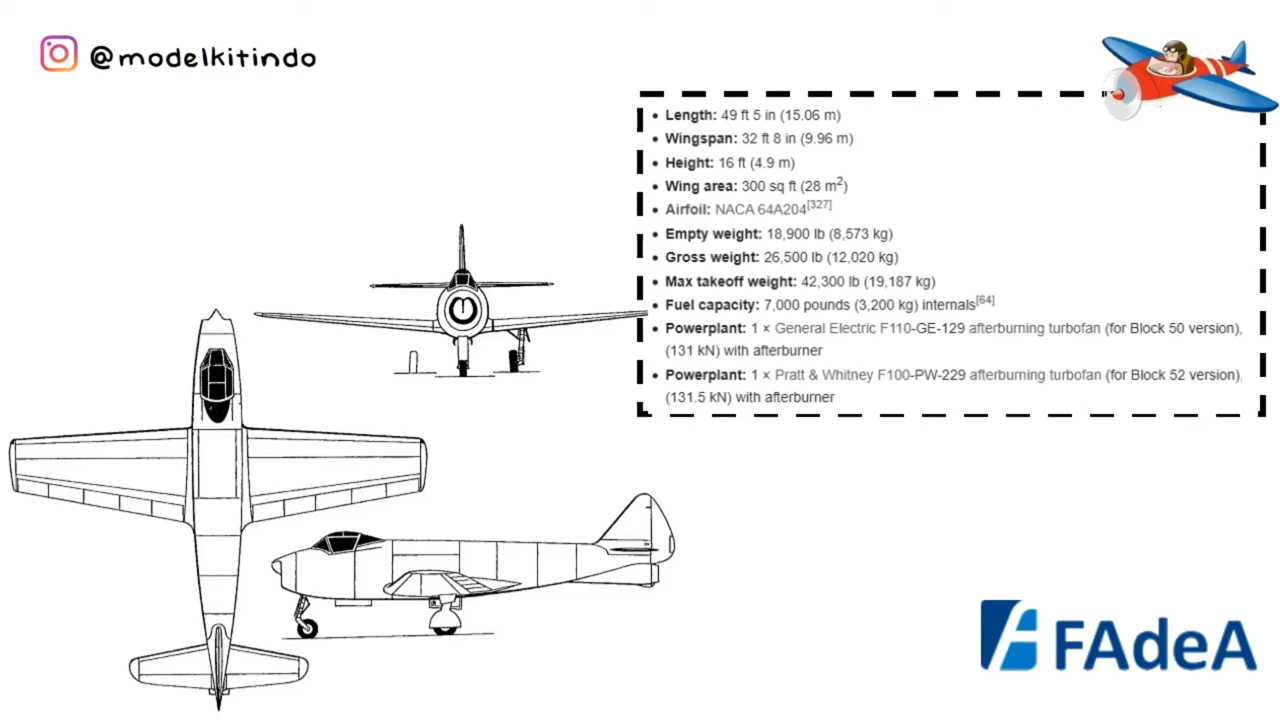 @modelkitindo
• Length: 49 ft 5 in (15.06 m)
• Wingspan: 32 ft 8 in (9.96 m)
• Height: 16 ft (4.9 m)
• Wing area: 300 sq ft (28 m²)
• Airfoil: NACA 64A204[327]
• Empty weight: 18,900 lb (8,573 kg)
• Gross weight: 26,500 lb (12,020 kg)
• Max takeoff weight: 42,300 lb (19,187 kg)
• Fuel capacity: 7,000 pounds (3,200 kg) internals[64]
• Powerplant: 1 × General Electric F110-GE-129 afterburning turbofan (for Block 50 version),
(131 kN) with afterburner
• Powerplant: 1 × Pratt & Whitney F100-PW-229 afterburning turbofan (for Block 52 version),
(131.5 kN) with afterburner
FAdeA